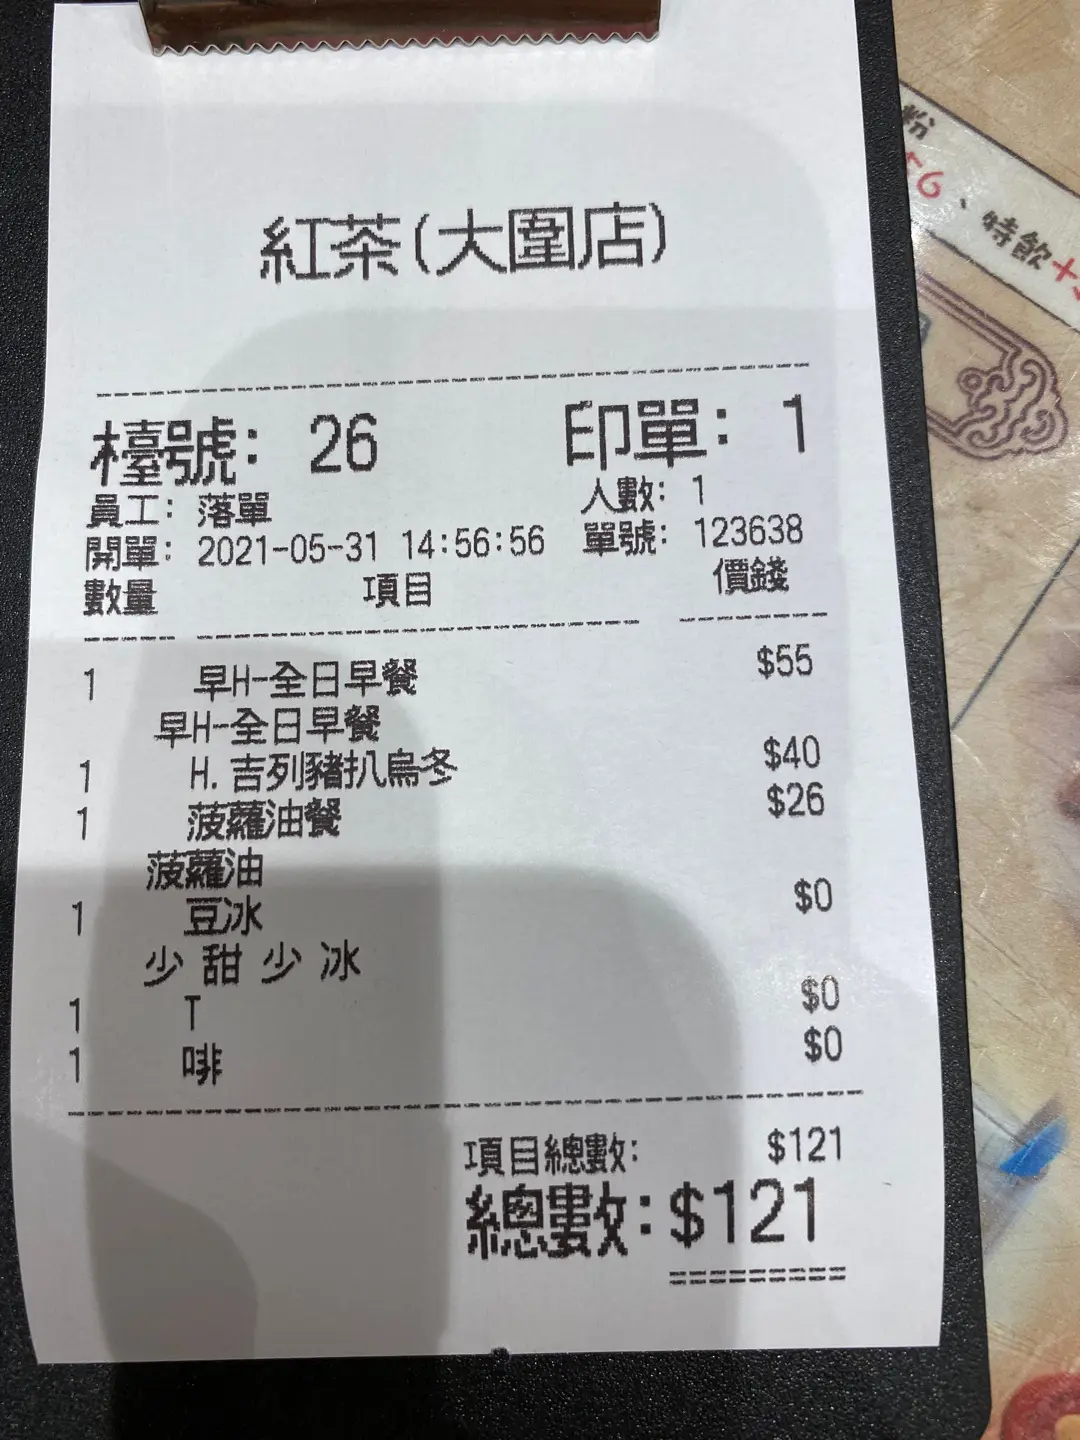 紅茶(大圍店)
檯號: 26 印單: 1
員工: 落單 人數: 1
開單: 2021-05-31 14:56:56 單號: 123638
數量 項目 價錢
1 早H-全日早餐 $55
早H-全日早餐
1 H. 吉列豬扒烏冬 $40
1 菠蘿油餐 $26
菠蘿油
1 豆冰 $0
少 甜 少 冰
1 T $0
1 啡 $0
項目總數: $121
總數: $121
粉
+6、特飲+